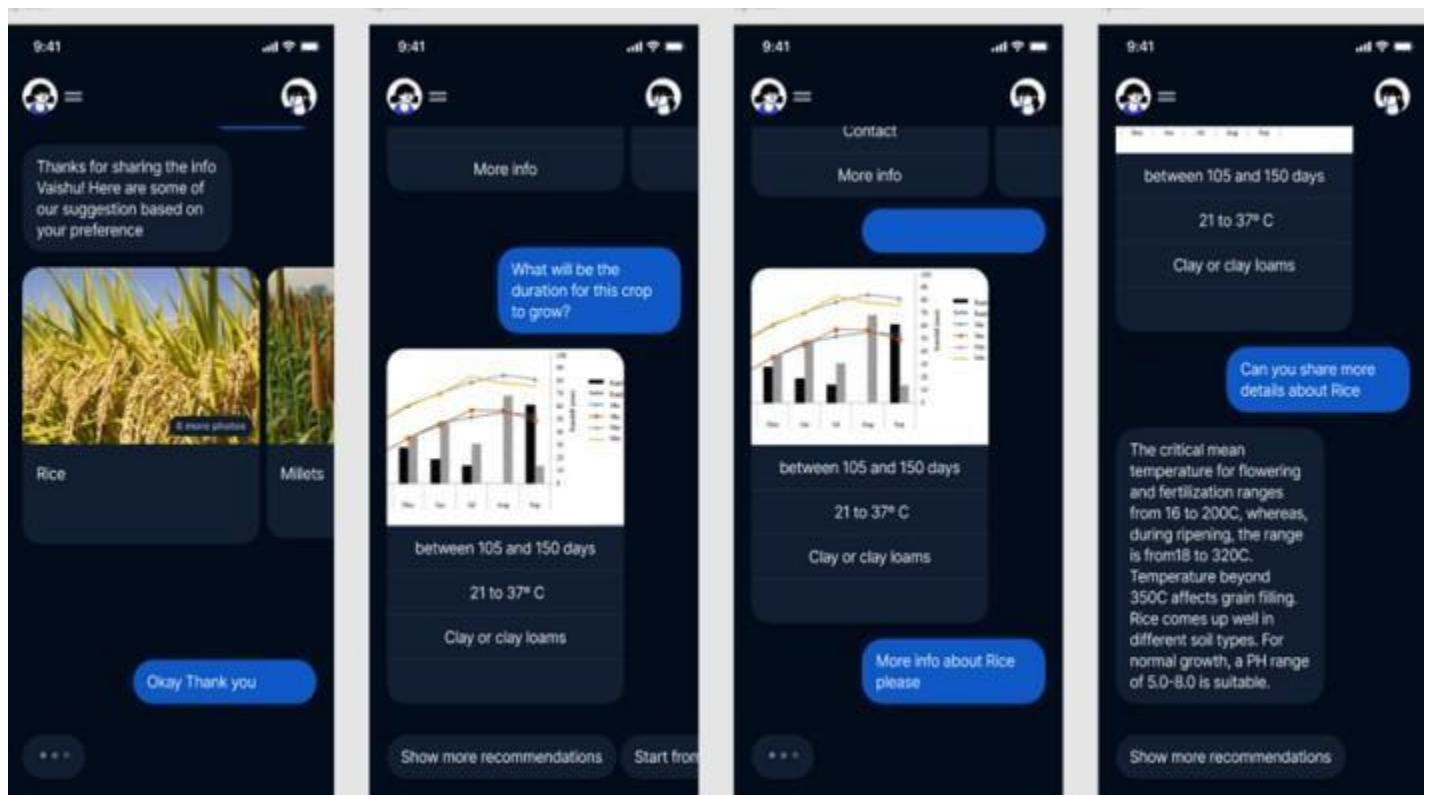 9:41
Thanks for sharing the info
Vaishu! Here are some of
our suggestion based on
your preference
6 more photos
Rice
Millets
Okay Thank you
9:41
More info
What will be the
duration for this crop
to grow?
between 105 and 150 days
21 to 37º C
Clay or clay loams
Show more recommendations
Start from
9:41
Contact
More info
Aug
between 105 and 150 days
21 to 37º C
Clay or clay loams
More info about Rice
please
9:41
between 105 and 150 days
21 to 37º C
Clay or clay loams
Can you share more
details about Rice
The critical mean
temperature for flowering
and fertilization ranges
from 16 to 200C, whereas,
during ripening, the range
is from18 to 320C.
Temperature beyond
350C affects grain filling.
Rice comes up well in
different soil types. For
normal growth, a PH range
of 5.0-8.0 is suitable.
Show more recommendations